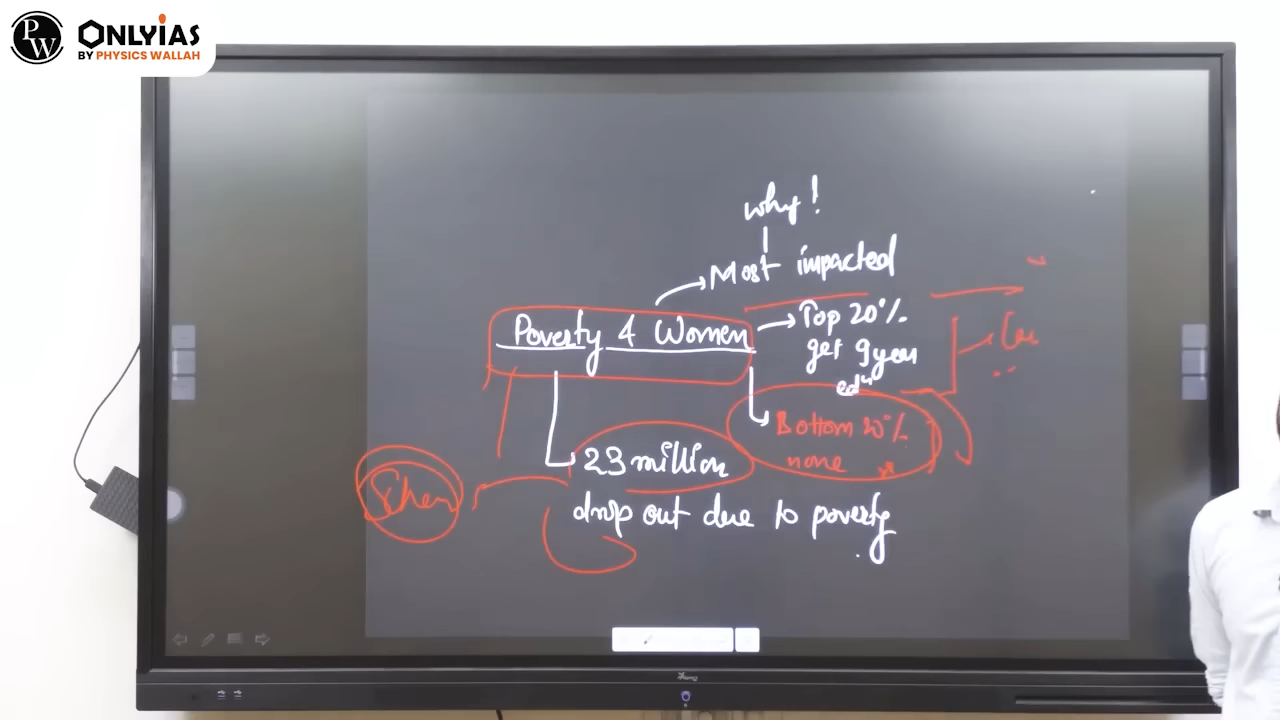 PW
ONLYIAS
BY PHYSICS WALLAH
Why!
Most impacted
Poverty & Women
Top 20%
get 9 year
edⁿ
Bottom 20%
none
23 million
drop out due to poverty